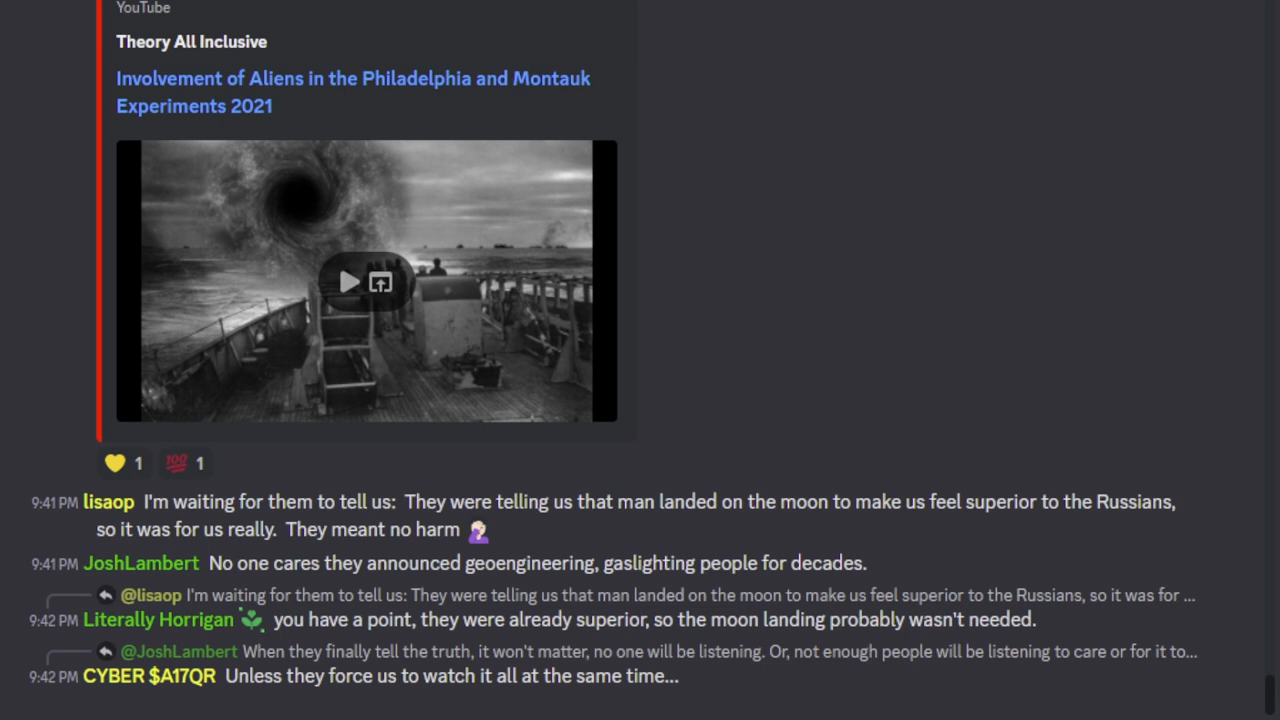 YouTube
Theory All Inclusive
Involvement of Aliens in the Philadelphia and Montauk
Experiments 2021
1 100 1
9:41 PM lisaop I'm waiting for them to tell us: They were telling us that man landed on the moon to make us feel superior to the Russians,
so it was for us really. They meant no harm
9:41 PM JoshLambert No one cares they announced geoengineering, gaslighting people for decades.
@lisaop I'm waiting for them to tell us: They were telling us that man landed on the moon to make us feel superior to the Russians, so it was for ...
9:42 PM Literally Horrigan you have a point, they were already superior, so the moon landing probably wasn't needed.
@JoshLambert When they finally tell the truth, it won't matter, no one will be listening. Or, not enough people will be listening to care or for it to...
9:42 PM CYBER $A17QR Unless they force us to watch it all at the same time...